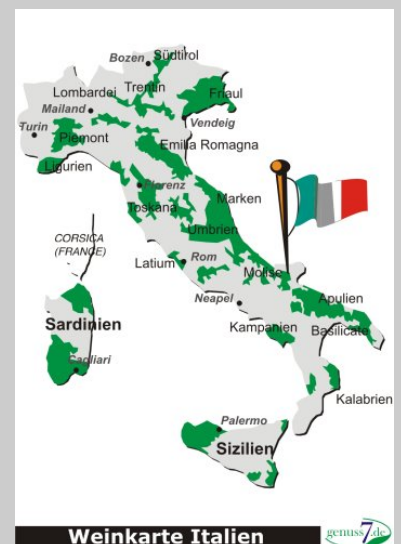 Bozen
Südtirol
Lombardei
Trentin
Friaul
Mailand
Vendeig
Turin
Piemont
Emilia Romagna
Ligurien
Florenz
Marken
Toskana
Umbrien
CORSICA
(FRANCE)
Latium
Rom
Molise
Neapel
Apulien
Sardinien
Kampanien
Basilicate
Cagliari
Kalabrien
Palermo
Sizilien
Weinkarte Italien
genuss7.de